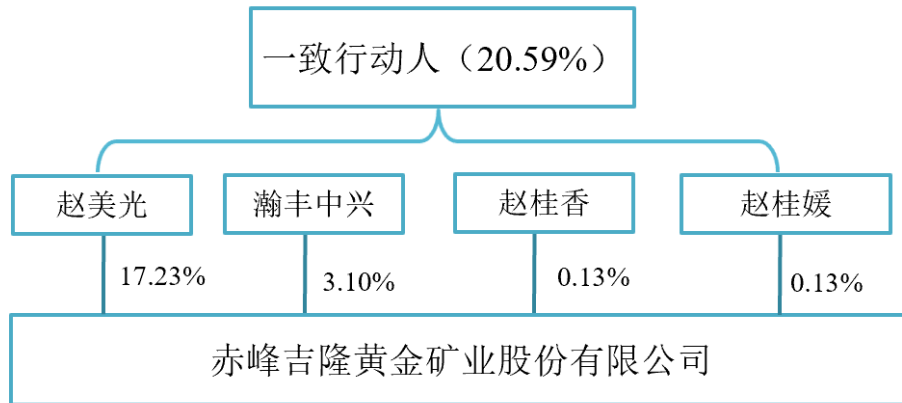 一致行动人（20.59%）
赵美光
瀚丰中兴
赵桂香
赵桂媛
17.23%
3.10%
0.13%
0.13%
赤峰吉隆黄金矿业股份有限公司